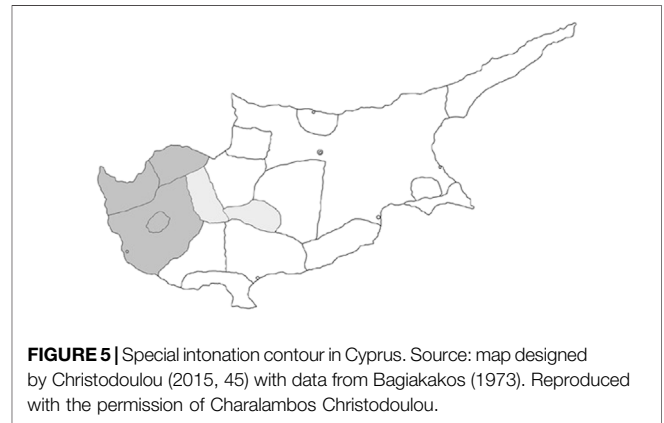 FIGURE 5 | Special intonation contour in Cyprus. Source: map designed
by Christodoulou (2015, 45) with data from Bagiakakos (1973). Reproduced
with the permission of Charalambos Christodoulou.